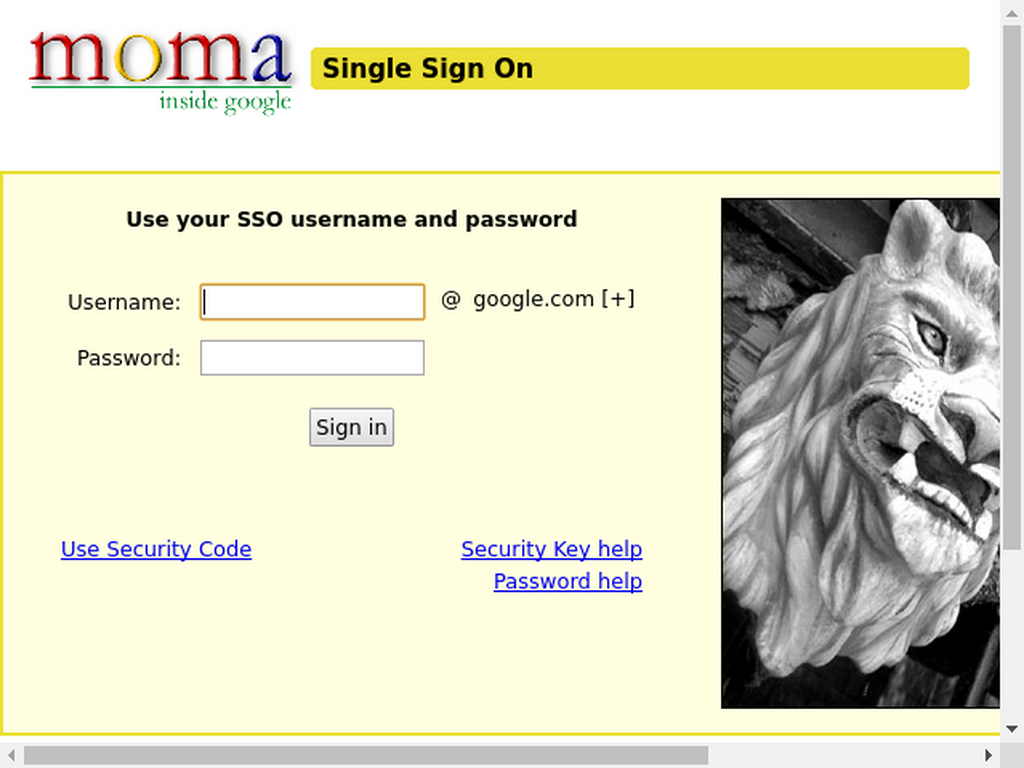 moma
inside google
Single Sign On
Use your SSO username and password
Username:
@ google.com [+]
Password:
Sign in
Use Security Code
Security Key help
Password help